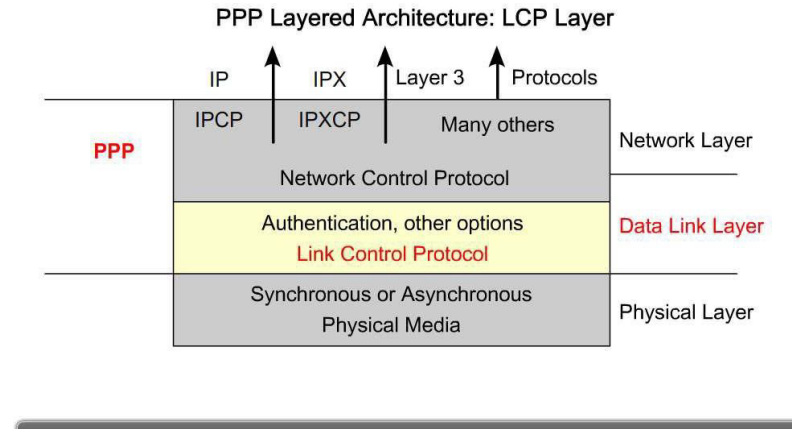 PPP Layered Architecture: LCP Layer
IP IPX Layer 3 Protocols
IPCP IPXCP Many others
PPP
Network Layer
Network Control Protocol
Authentication, other options
Data Link Layer
Link Control Protocol
Synchronous or Asynchronous
Physical Media
Physical Layer